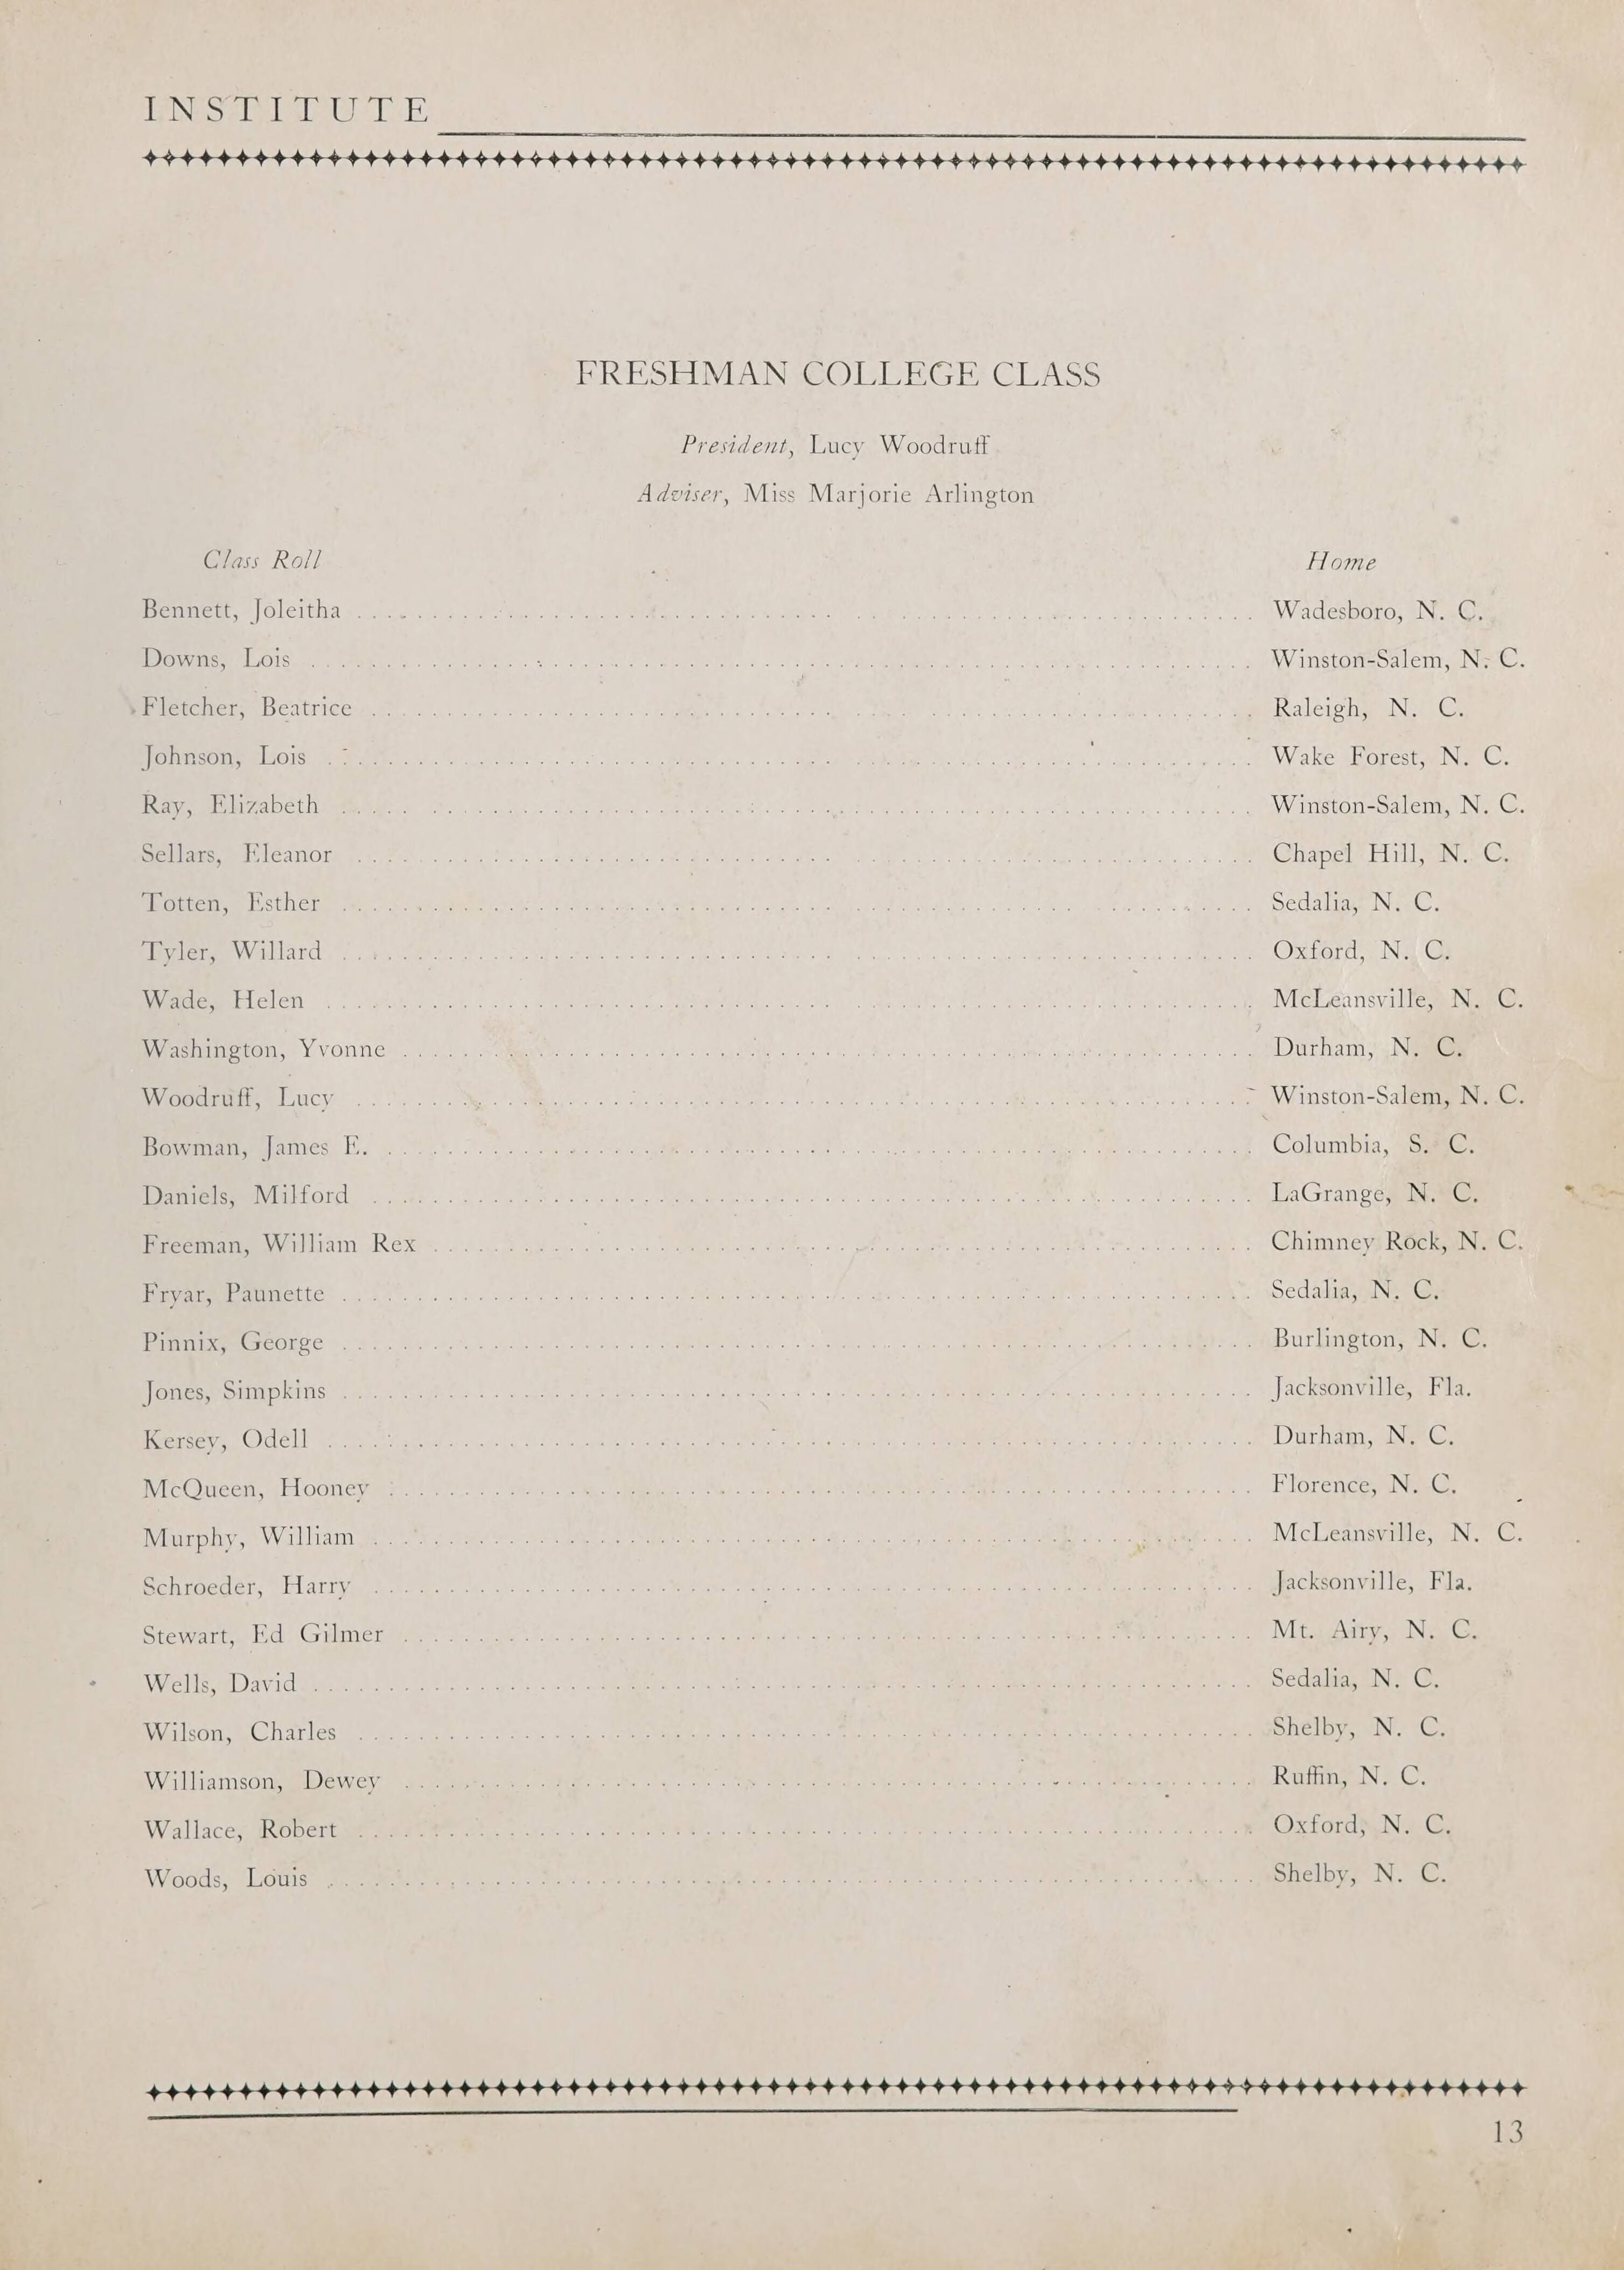 INSTITUTE
FRESHMAN COLLEGE CLASS
President, Lucy Woodruff
Adviser, Miss Marjorie Arlington
Class Roll Home
Bennett, Joleitha Wadesboro, N. C.
Downs, Lois Winston-Salem, N. C.
Fletcher, Beatrice Raleigh, N. C.
Johnson, Lois Wake Forest, N. C.
Ray, Elizabeth Winston-Salem, N. C.
Sellars, Eleanor Chapel Hill, N. C.
Totten, Esther Sedalia, N. C.
Tyler, Willard Oxford, N. C.
Wade, Helen McLeansville, N. C.
Washington, Yvonne Durham, N. C.
Woodruff, Lucy Winston-Salem, N. C.
Bowman, James E. Columbia, S. C.
Daniels, Milford LaGrange, N. C.
Freeman, William Rex Chimney Rock, N. C.
Fryar, Paunette Sedalia, N. C.
Pinnix, George Burlington, N. C.
Jones, Simpkins Jacksonville, Fla.
Kersey, Odell Durham, N. C.
McQueen, Hooney Florence, N. C.
Murphy, William McLeansville, N. C.
Schroeder, Harry Jacksonville, Fla.
Stewart, Ed Gilmer Mt. Airy, N. C.
Wells, David Sedalia, N. C.
Wilson, Charles Shelby, N. C.
Williamson, Dewey Ruffin, N. C.
Wallace, Robert Oxford, N. C.
Woods, Louis Shelby, N. C.
13